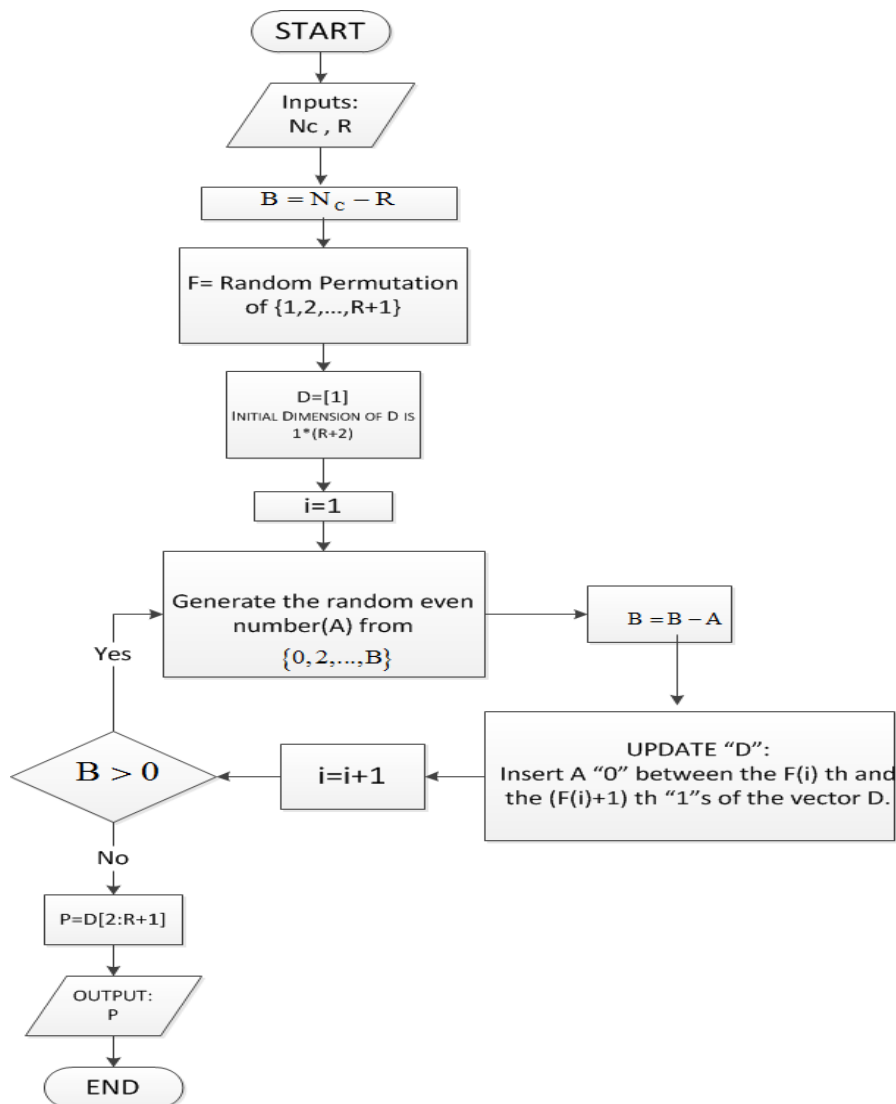 START
Inputs:
Nc , R
B = N_C − R
F= Random Permutation
of {1,2,...,R+1}
D=[1]
INITIAL DIMENSION OF D IS
1*(R+2)
i=1
Generate the random even
number(A) from
{0, 2, ..., B}
B = B − A
UPDATE “D”:
Insert A “0” between the F(i) th and
the (F(i)+1) th “1”s of the vector D.
i=i+1
B > 0
Yes
No
P=D[2:R+1]
OUTPUT:
P
END